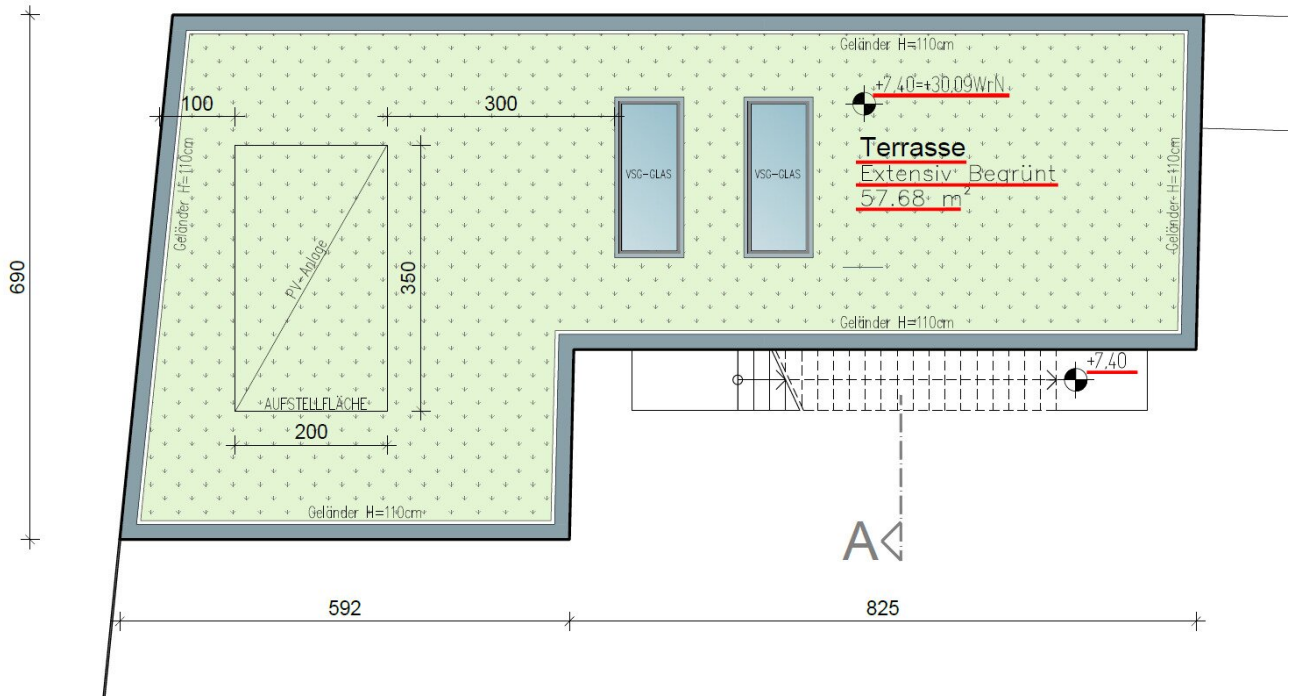 Geländer H=110cm
+7,40=+30,09WrN
100
300
Terrasse
Extensiv Begrünt
57.68 m²
VSG-GLAS
VSG-GLAS
Geländer H=110cm
Geländer H=110cm
690
PV-Anlage
350
Geländer H=110cm
+7,40
AUFSTELLFLÄCHE
200
Geländer H=110cm
A
592
825